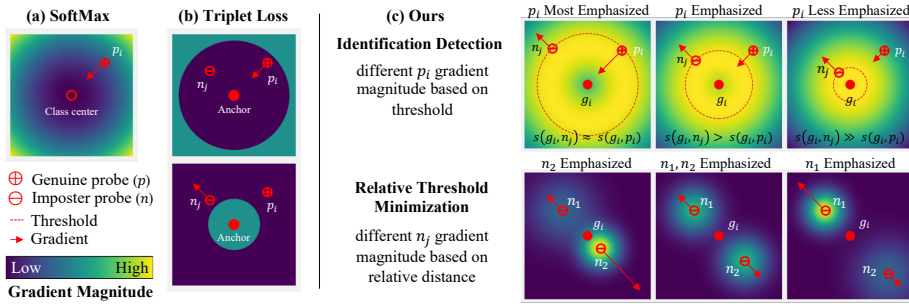 (a) SoftMax
p_i
Class center
Genuine probe (p)
Imposter probe (n)
Threshold
Gradient
Low High
Gradient Magnitude
(b) Triplet Loss
n_j
p_i
Anchor
n_j
p_i
Anchor
(c) Ours
Identification Detection
different p_i gradient
magnitude based on
threshold
p_i Most Emphasized
n_j
p_i
g_i
s(g_i, n_j) ≈ s(g_i, p_i)
p_i Emphasized
n_j
p_i
g_i
s(g_i, n_j) > s(g_i, p_i)
p_i Less Emphasized
p_i
n_j
g_i
s(g_i, n_j) ≫ s(g_i, p_i)
Relative Threshold
Minimization
different n_j gradient
magnitude based on
relative distance
n_2 Emphasized
n_1
g_i
n_2
n_1, n_2 Emphasized
n_1
g_i
n_2
n_1 Emphasized
n_1
g_i
n_2